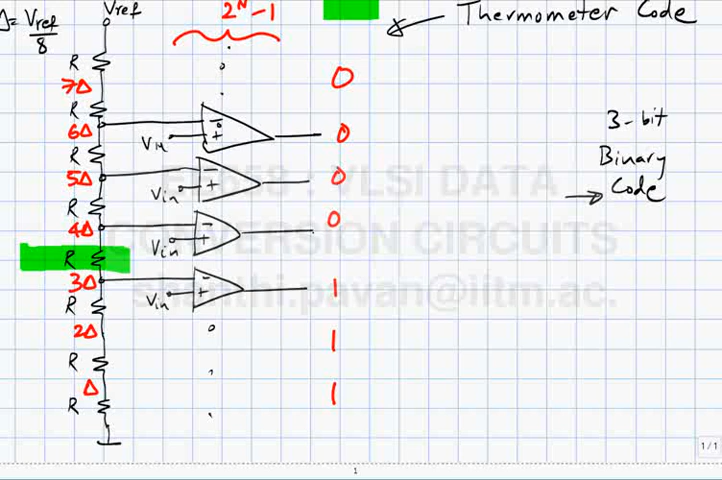 Δ = Vref/8
Vref
2^N - 1
Thermometer Code
R
7Δ
0
R
6Δ
-
+
Vin
0
3-bit
Binary
Code
R
5Δ
-
+
Vin
0
R
4Δ
-
+
Vin
0
R
3Δ
-
+
Vin
1
R
2Δ
1
R
Δ
1
R
: VLSI DATA
CONVERSION CIRCUITS
shanthi.pavan@iitm.ac.
1/1
1